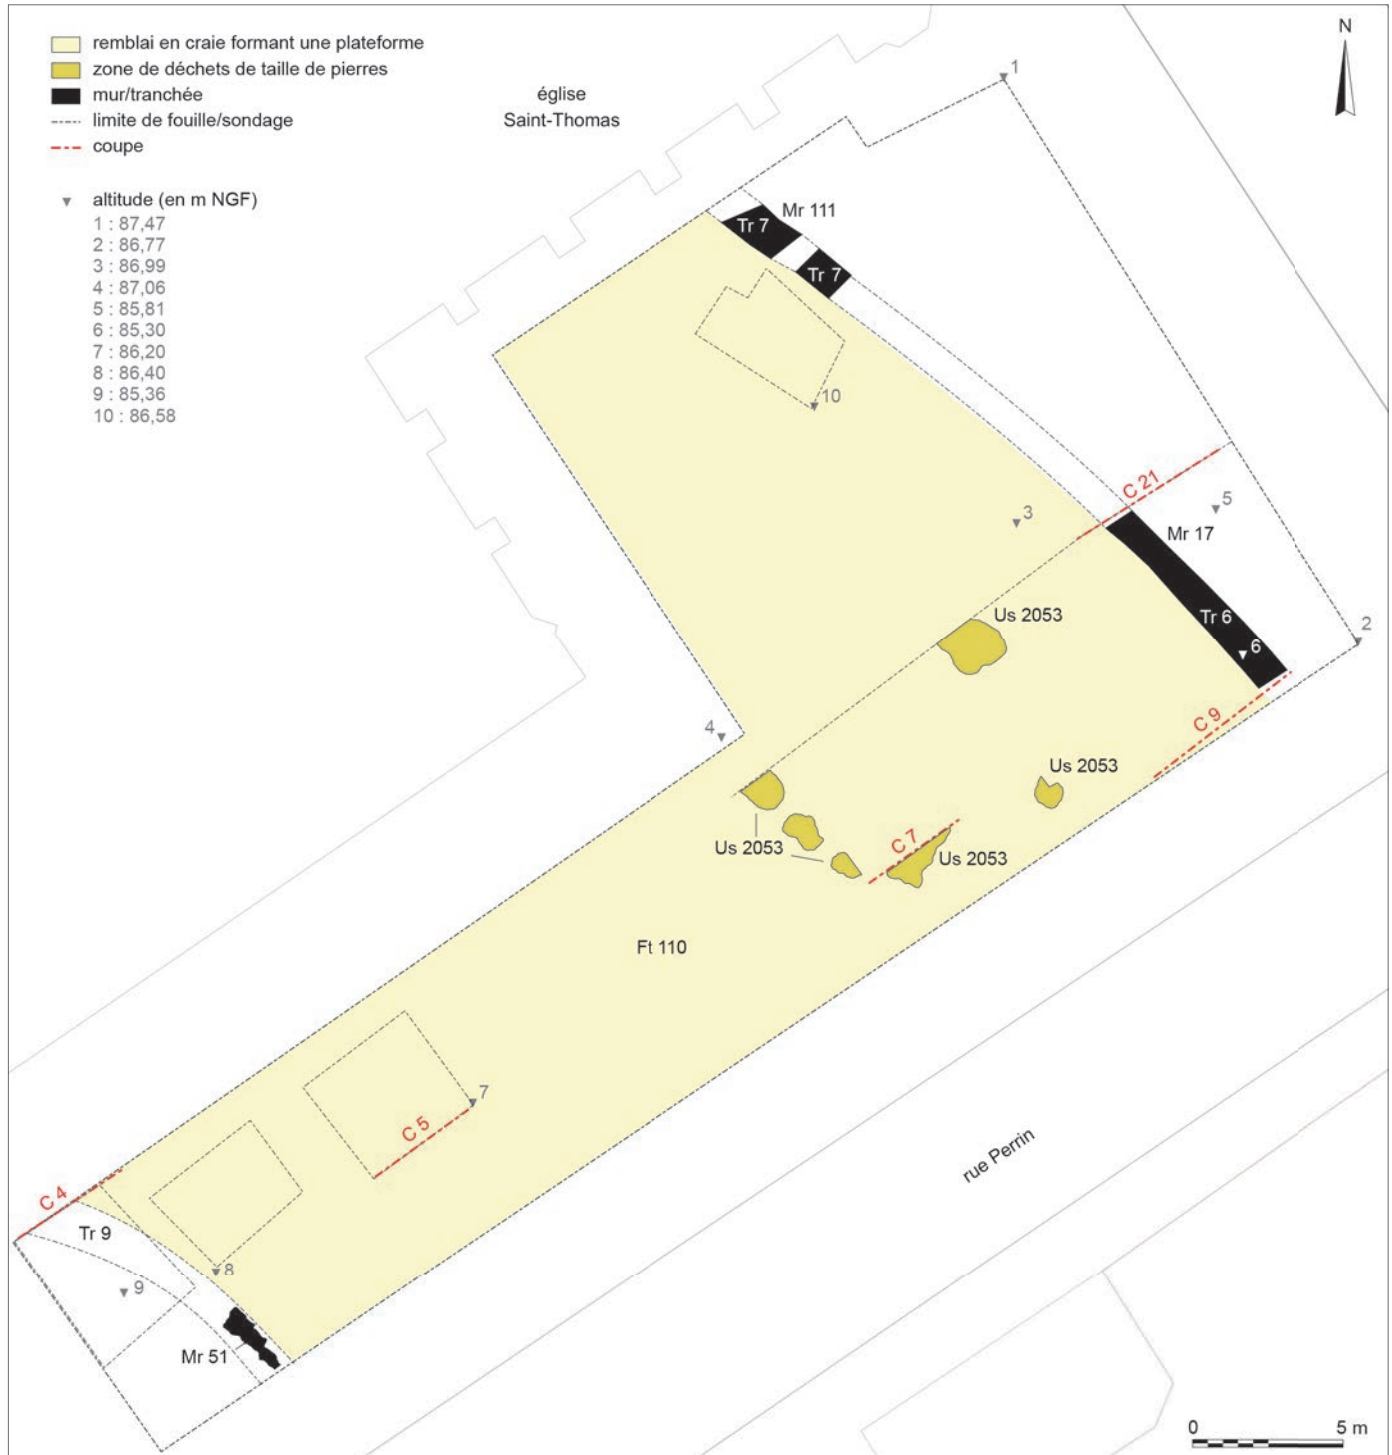 remblai en craie formant une plateforme
zone de déchets de taille de pierres
mur/tranchée
limite de fouille/sondage
coupe
altitude (en m NGF)
1 : 87,47
2 : 86,77
3 : 86,99
4 : 87,06
5 : 85,81
6 : 85,30
7 : 86,20
8 : 86,40
9 : 85,36
10 : 86,58
église
Saint-Thomas
N
1
Mr 111
Tr 7
Tr 7
10
C 21
5
3
Mr 17
Us 2053
Tr 6
2
6
4
C 9
Us 2053
Us 2053
C 7
Us 2053
Ft 110
7
C 5
rue Perrin
C 4
Tr 9
8
9
Mr 51
0
5 m